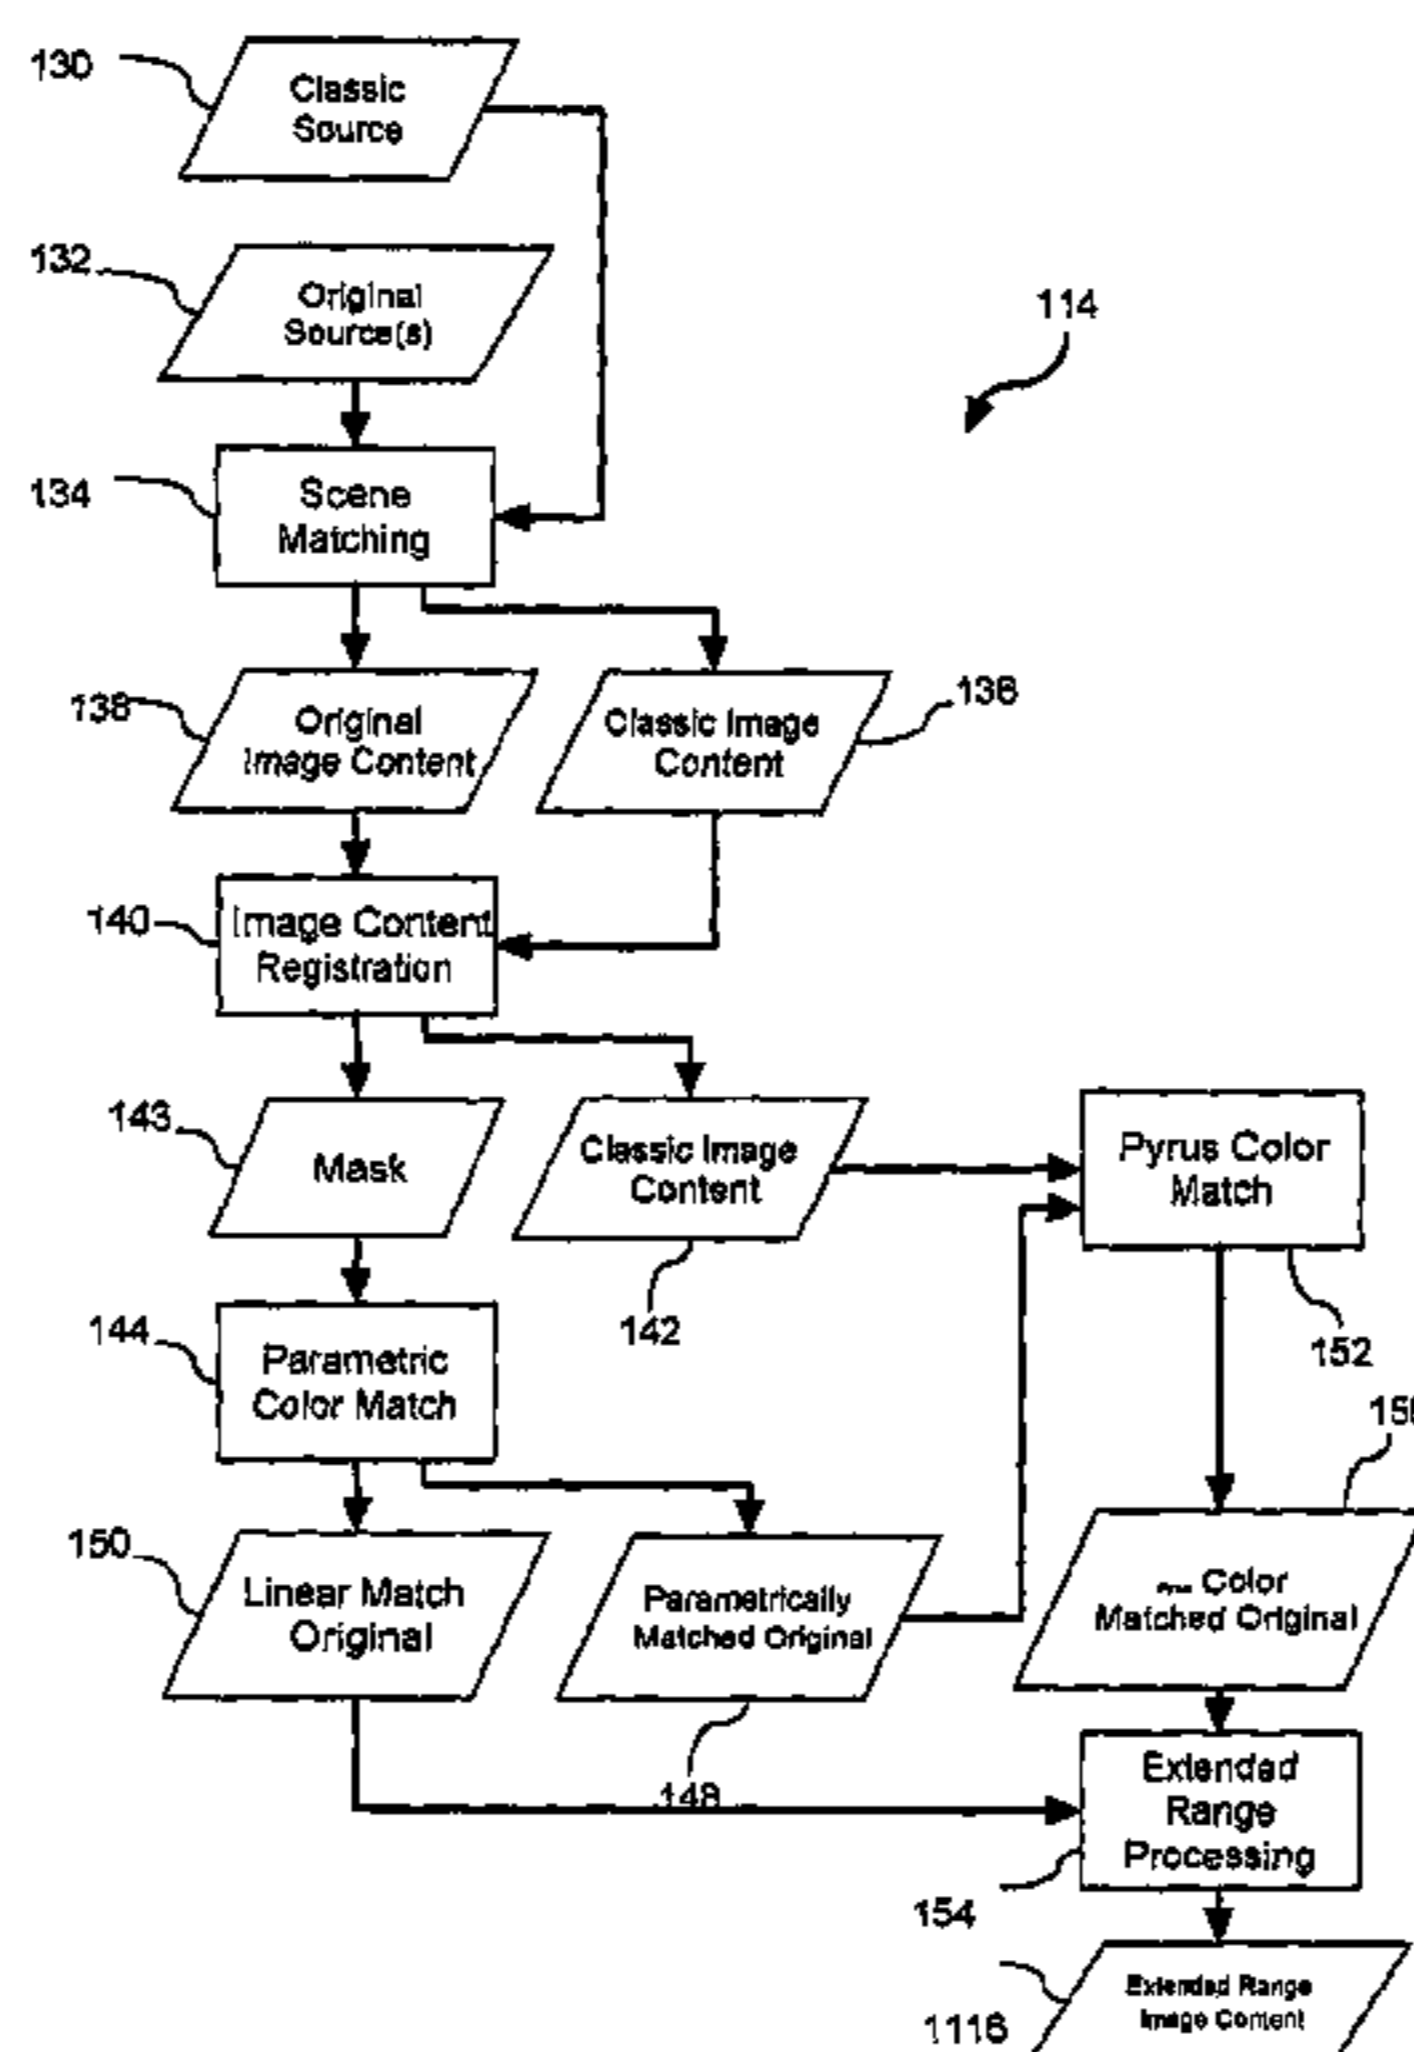 130
Classic
Source
132
Original
Source(s)
114
134
Scene
Matching
138
Original
Image Content
Classic Image
Content
136
140
Image Content
Registration
143
Mask
Classic Image
Content
142
Pyrus Color
Match
152
144
Parametric
Color Match
150
Linear Match
Original
Parametrically
Matched Original
148
Color
Matched Original
Extended
Range
Processing
154
Extended Range
Image Content
1116